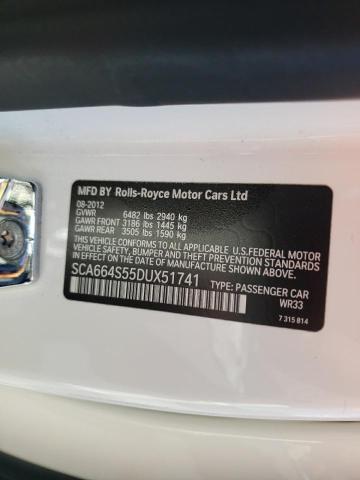 MFD BY Rolls-Royce Motor Cars Ltd
08-2012
GVWR 6482 lbs 2940 kg
GAWR FRONT 3186 lbs 1445 kg
GAWR REAR 3505 lbs 1590 kg
THIS VEHICLE CONFORMS TO ALL APPLICABLE U.S.FEDERAL MOTOR
VEHICLE SAFETY, BUMPER, AND THEFT PREVENTION STANDARDS
IN EFFECT ON THE DATE OF MANUFACTURE SHOWN ABOVE.
SCA664S55DUX51741 TYPE: PASSENGER CAR
WR33
7 315 814